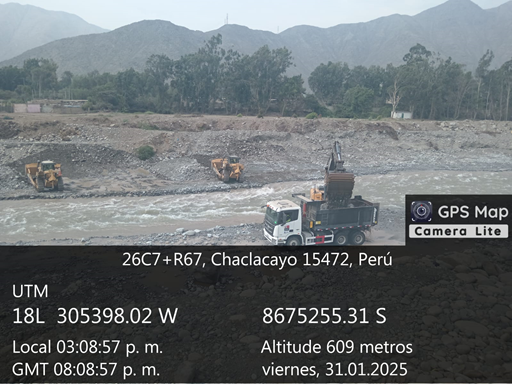 GPS Map
Camera Lite
26C7+R67, Chaclacayo 15472, Perú
UTM
18L 305398.02 W 8675255.31 S
Local 03:08:57 p. m. Altitude 609 metros
GMT 08:08:57 p. m. viernes, 31.01.2025